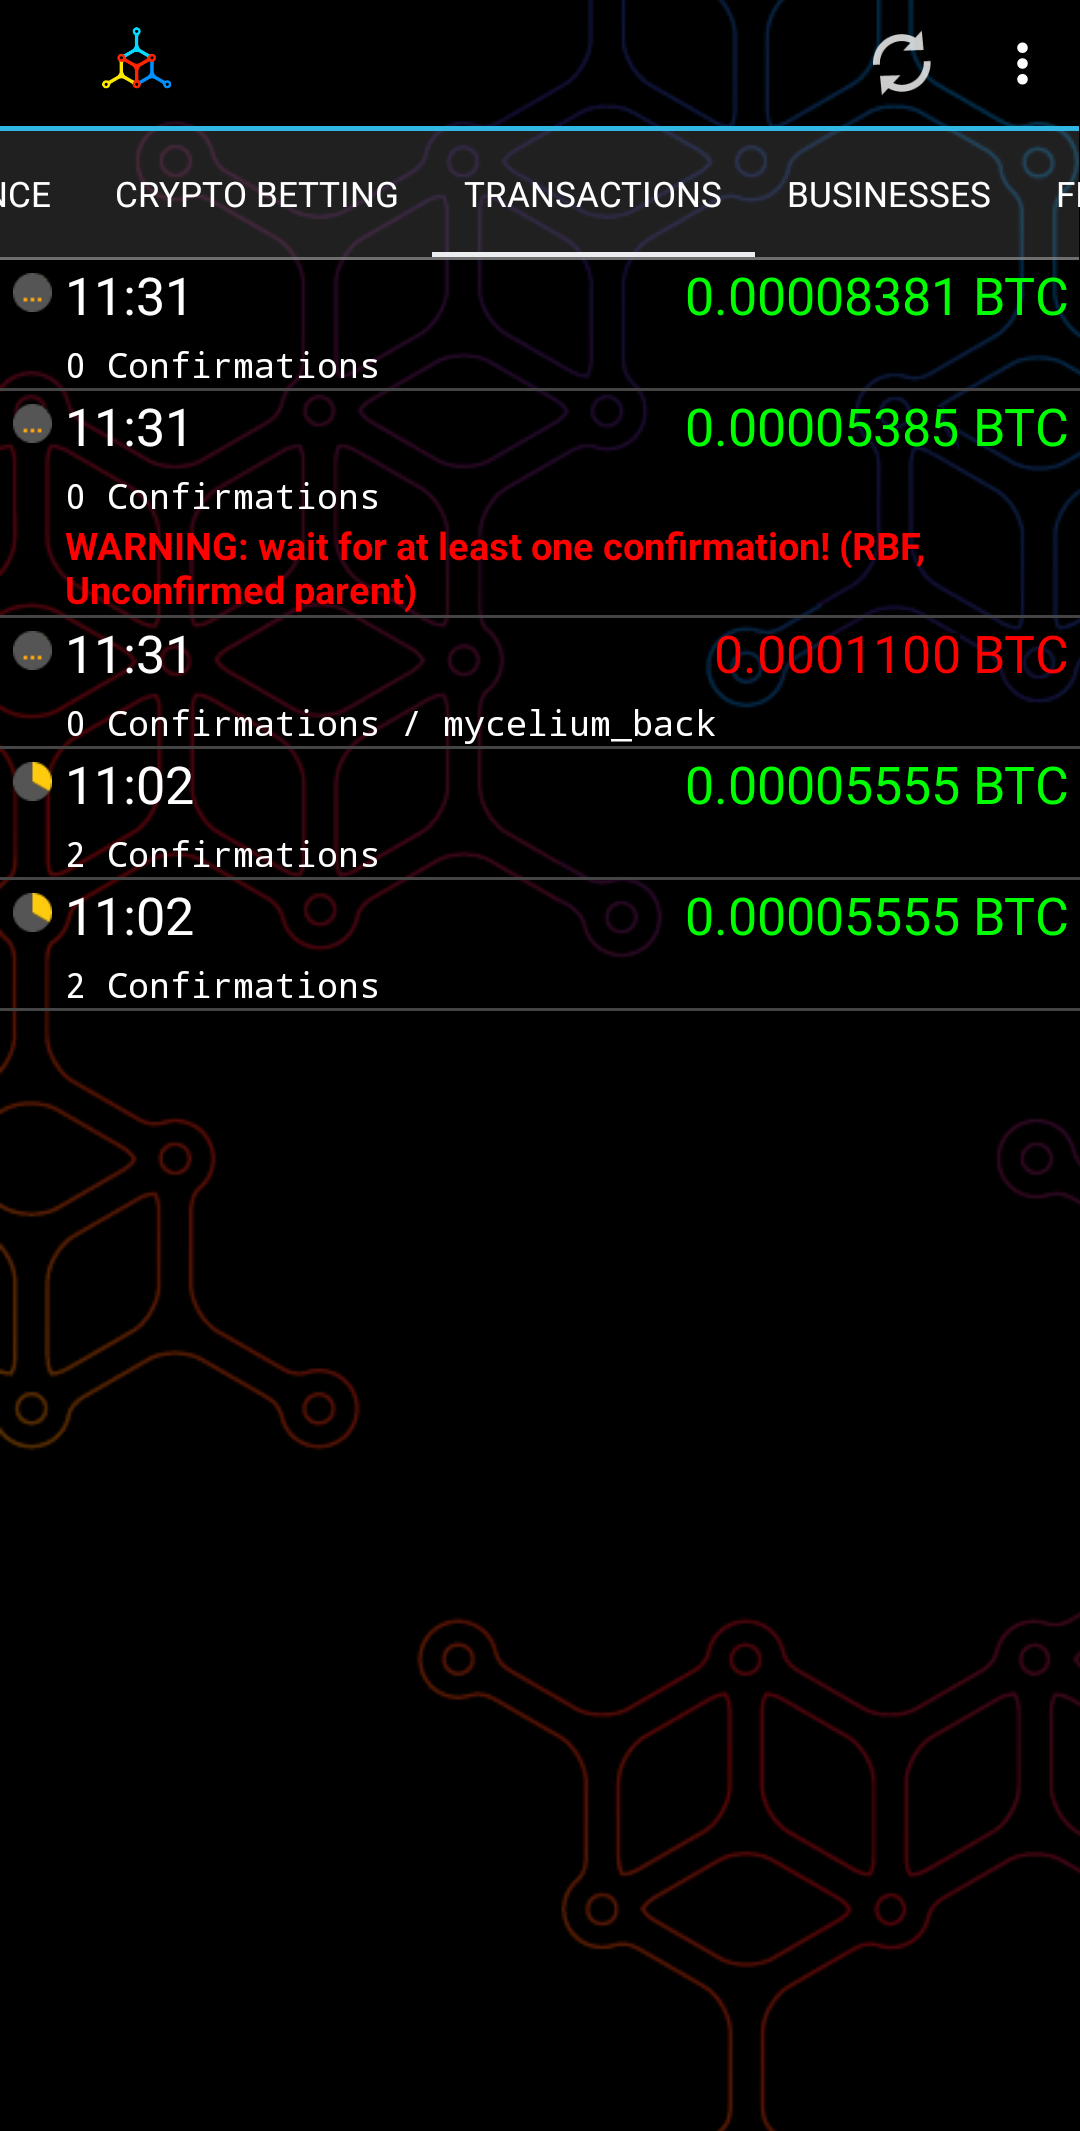 NCE CRYPTO BETTING TRANSACTIONS BUSINESSES F
11:31 0.00008381 BTC
0 Confirmations
11:31 0.00005385 BTC
0 Confirmations
WARNING: wait for at least one confirmation! (RBF,
Unconfirmed parent)
11:31 0.0001100 BTC
0 Confirmations / mycelium_back
11:02 0.00005555 BTC
2 Confirmations
11:02 0.00005555 BTC
2 Confirmations